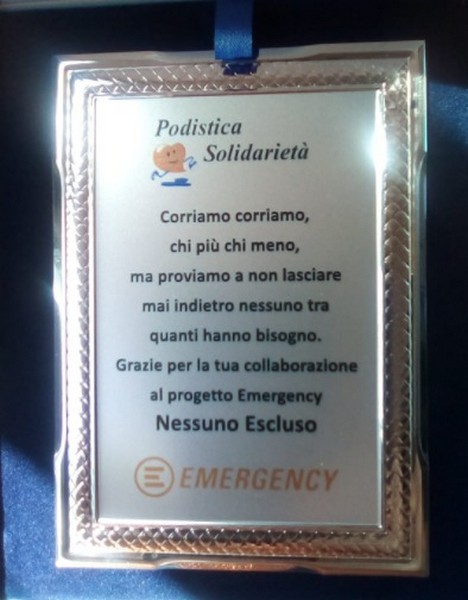 Podistica
Solidarietà
Corriamo corriamo,
chi più chi meno,
ma proviamo a non lasciare
mai indietro nessuno tra
quanti hanno bisogno.
Grazie per la tua collaborazione
al progetto Emergency
Nessuno Escluso
EMERGENCY